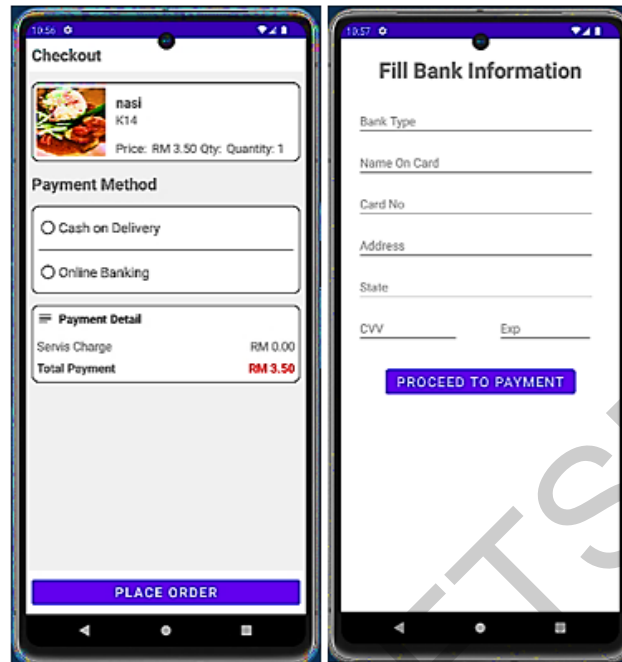 10:56
Checkout
nasi
K14
Price: RM 3.50 Qty: Quantity: 1
Payment Method
Cash on Delivery
Online Banking
Payment Detail
Servis Charge RM 0.00
Total Payment RM 3.50
PLACE ORDER
10:57
Fill Bank Information
Bank Type
Name On Card
Card No
Address
State
CVV Exp
PROCEED TO PAYMENT